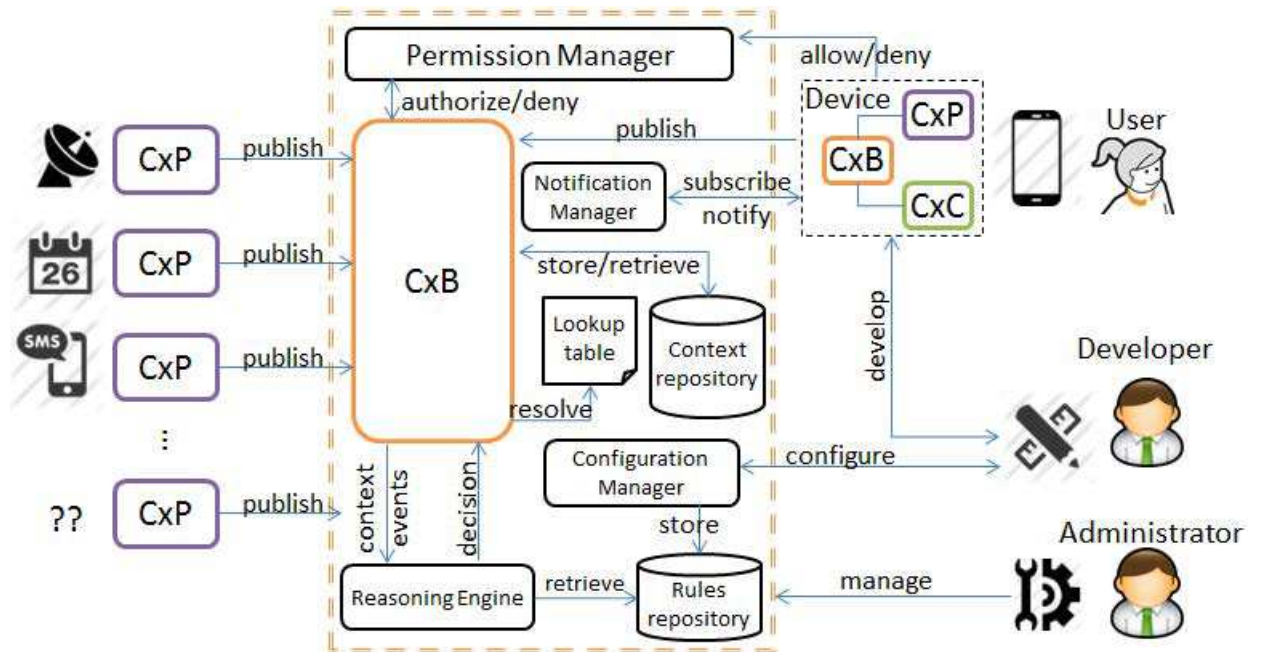 Permission Manager
allow/deny
authorize/deny
Device
CxP
User
publish
CxB
CxP
publish
Notification
Manager
subscribe
notify
CxC
26
CxP
publish
CxB
store/retrieve
SMS
CxP
publish
Lookup
table
Context
repository
develop
Developer
resolve
...
context
events
decision
Configuration
Manager
configure
E
E
??
CxP
publish
store
Administrator
Reasoning Engine
retrieve
Rules
repository
manage